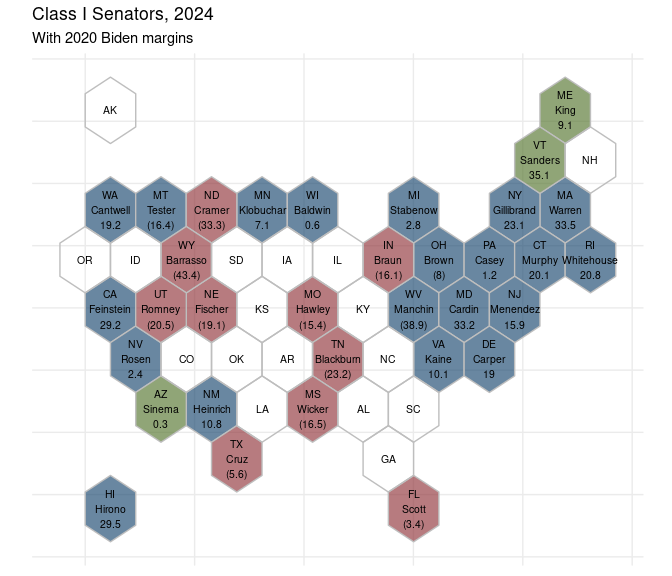 Class I Senators, 2024
With 2020 Biden margins
AK
ME
King
9.1
VT
Sanders
35.1
NH
WA
Cantwell
19.2
MT
Tester
(16.4)
ND
Cramer
(33.3)
MN
Klobuchar
7.1
WI
Baldwin
0.6
MI
Stabenow
2.8
NY
Gillibrand
23.1
MA
Warren
33.5
OR
ID
WY
Barrasso
(43.4)
SD
IA
IL
IN
Braun
(16.1)
OH
Brown
(8)
PA
Casey
1.2
CT
Murphy
20.1
RI
Whitehouse
20.8
CA
Feinstein
29.2
UT
Romney
(20.5)
NE
Fischer
(19.1)
KS
MO
Hawley
(15.4)
KY
WV
Manchin
(38.9)
MD
Cardin
33.2
NJ
Menendez
15.9
NV
Rosen
2.4
CO
OK
AR
TN
Blackburn
(23.2)
NC
VA
Kaine
10.1
DE
Carper
19
AZ
Sinema
0.3
NM
Heinrich
10.8
LA
MS
Wicker
(16.5)
AL
SC
TX
Cruz
(5.6)
GA
HI
Hirono
29.5
FL
Scott
(3.4)